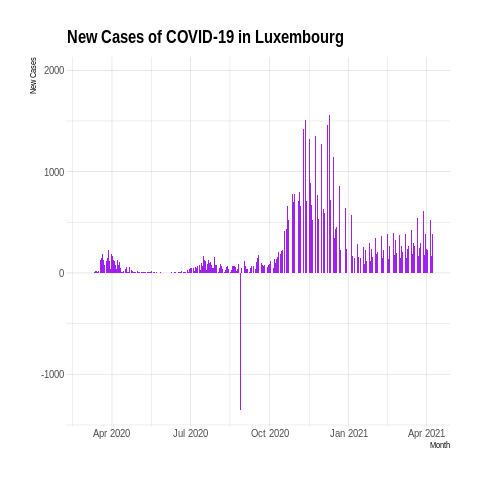 New Cases of COVID-19 in Luxembourg
New Cases
2000
1000
0
-1000
Apr 2020 Jul 2020 Oct 2020 Jan 2021 Apr 2021
Month